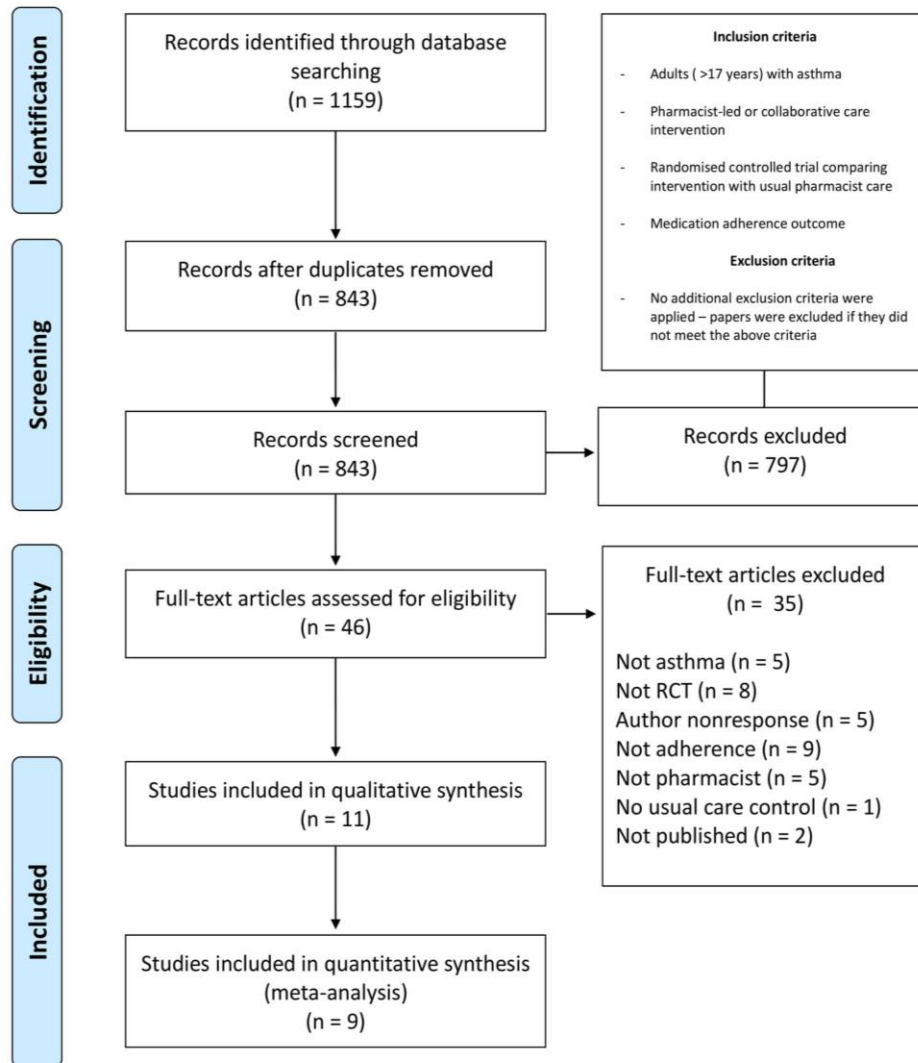 Identification
Records identified through database
searching
(n = 1159)
Inclusion criteria
- Adults ( >17 years) with asthma
- Pharmacist-led or collaborative care
intervention
- Randomised controlled trial comparing
intervention with usual pharmacist care
- Medication adherence outcome
Exclusion criteria
- No additional exclusion criteria were
applied – papers were excluded if they did
not meet the above criteria
Screening
Records after duplicates removed
(n = 843)
Records screened
(n = 843)
Records excluded
(n = 797)
Eligibility
Full-text articles assessed for eligibility
(n = 46)
Full-text articles excluded
(n = 35)
Not asthma (n = 5)
Not RCT (n = 8)
Author nonresponse (n = 5)
Not adherence (n = 9)
Not pharmacist (n = 5)
No usual care control (n = 1)
Not published (n = 2)
Included
Studies included in qualitative synthesis
(n = 11)
Studies included in quantitative synthesis
(meta-analysis)
(n = 9)